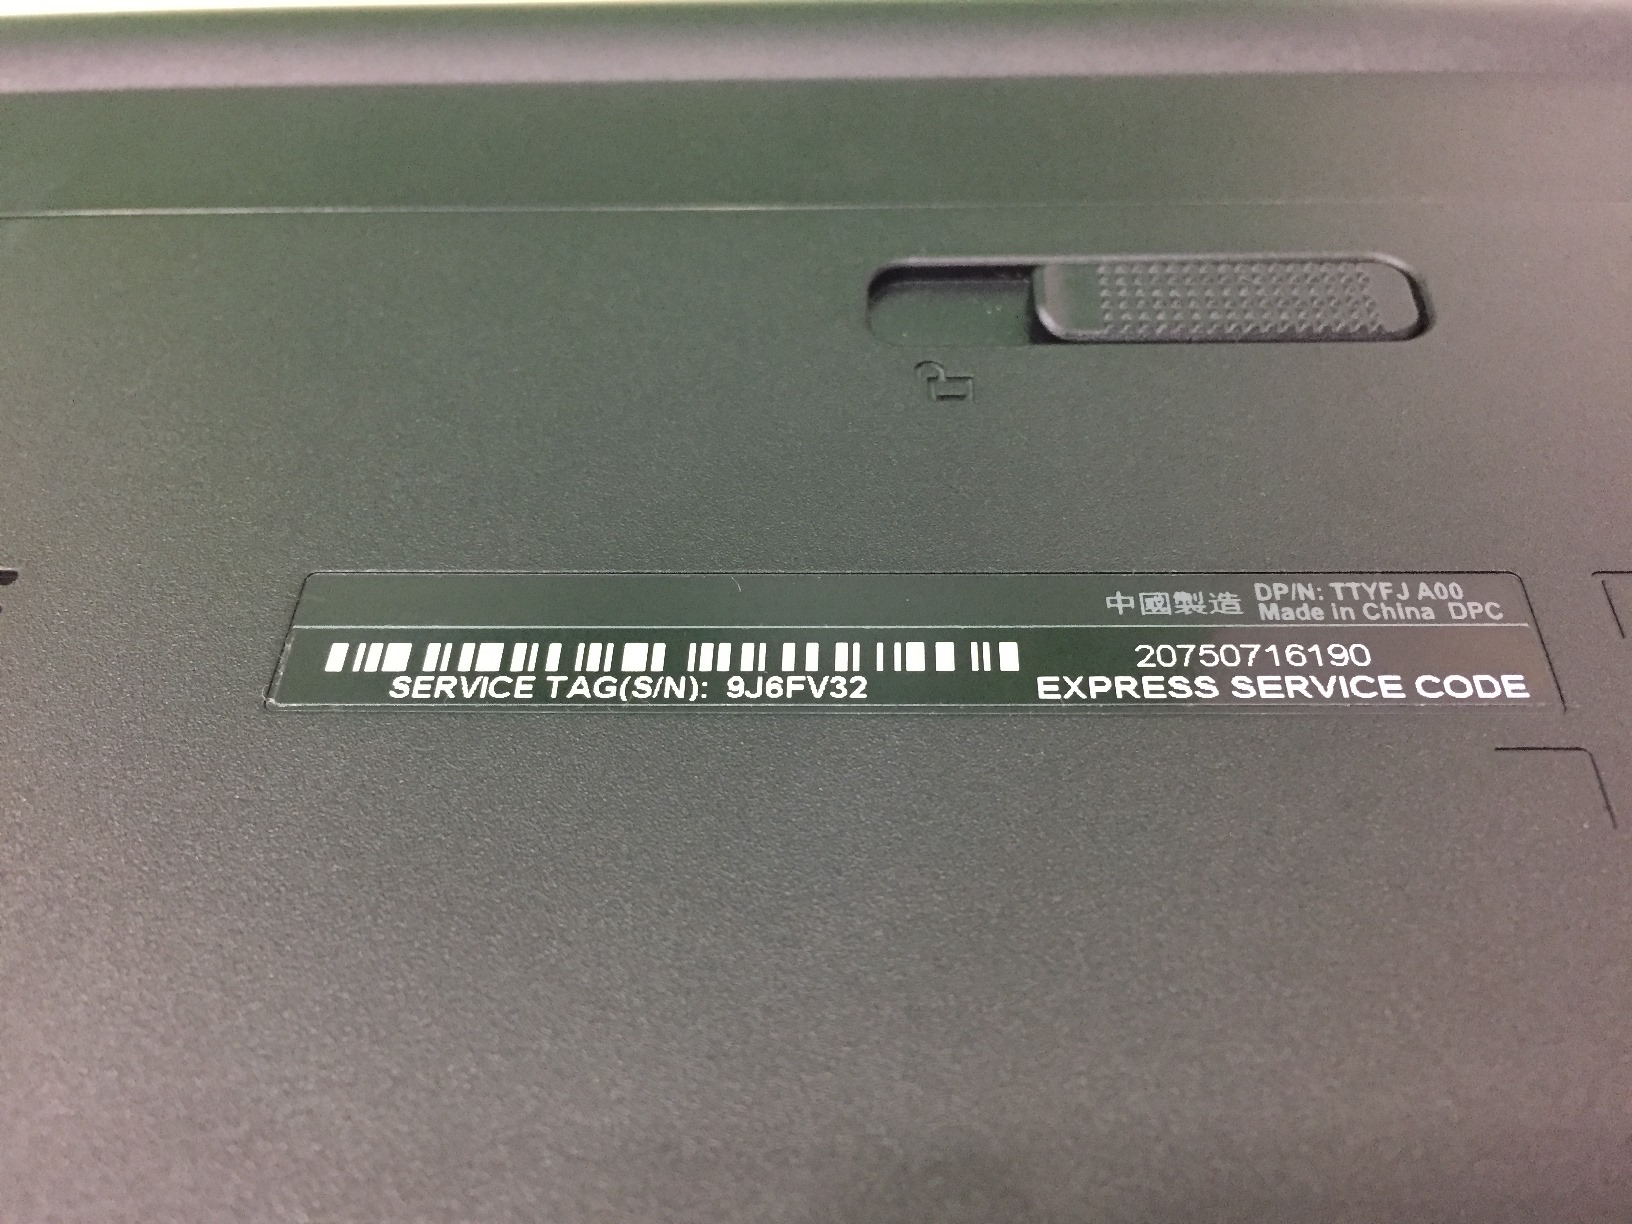 中國製造 DP/N: TTYFJ A00
Made in China DPC
20750716190
SERVICE TAG(S/N): 9J6FV32 EXPRESS SERVICE CODE